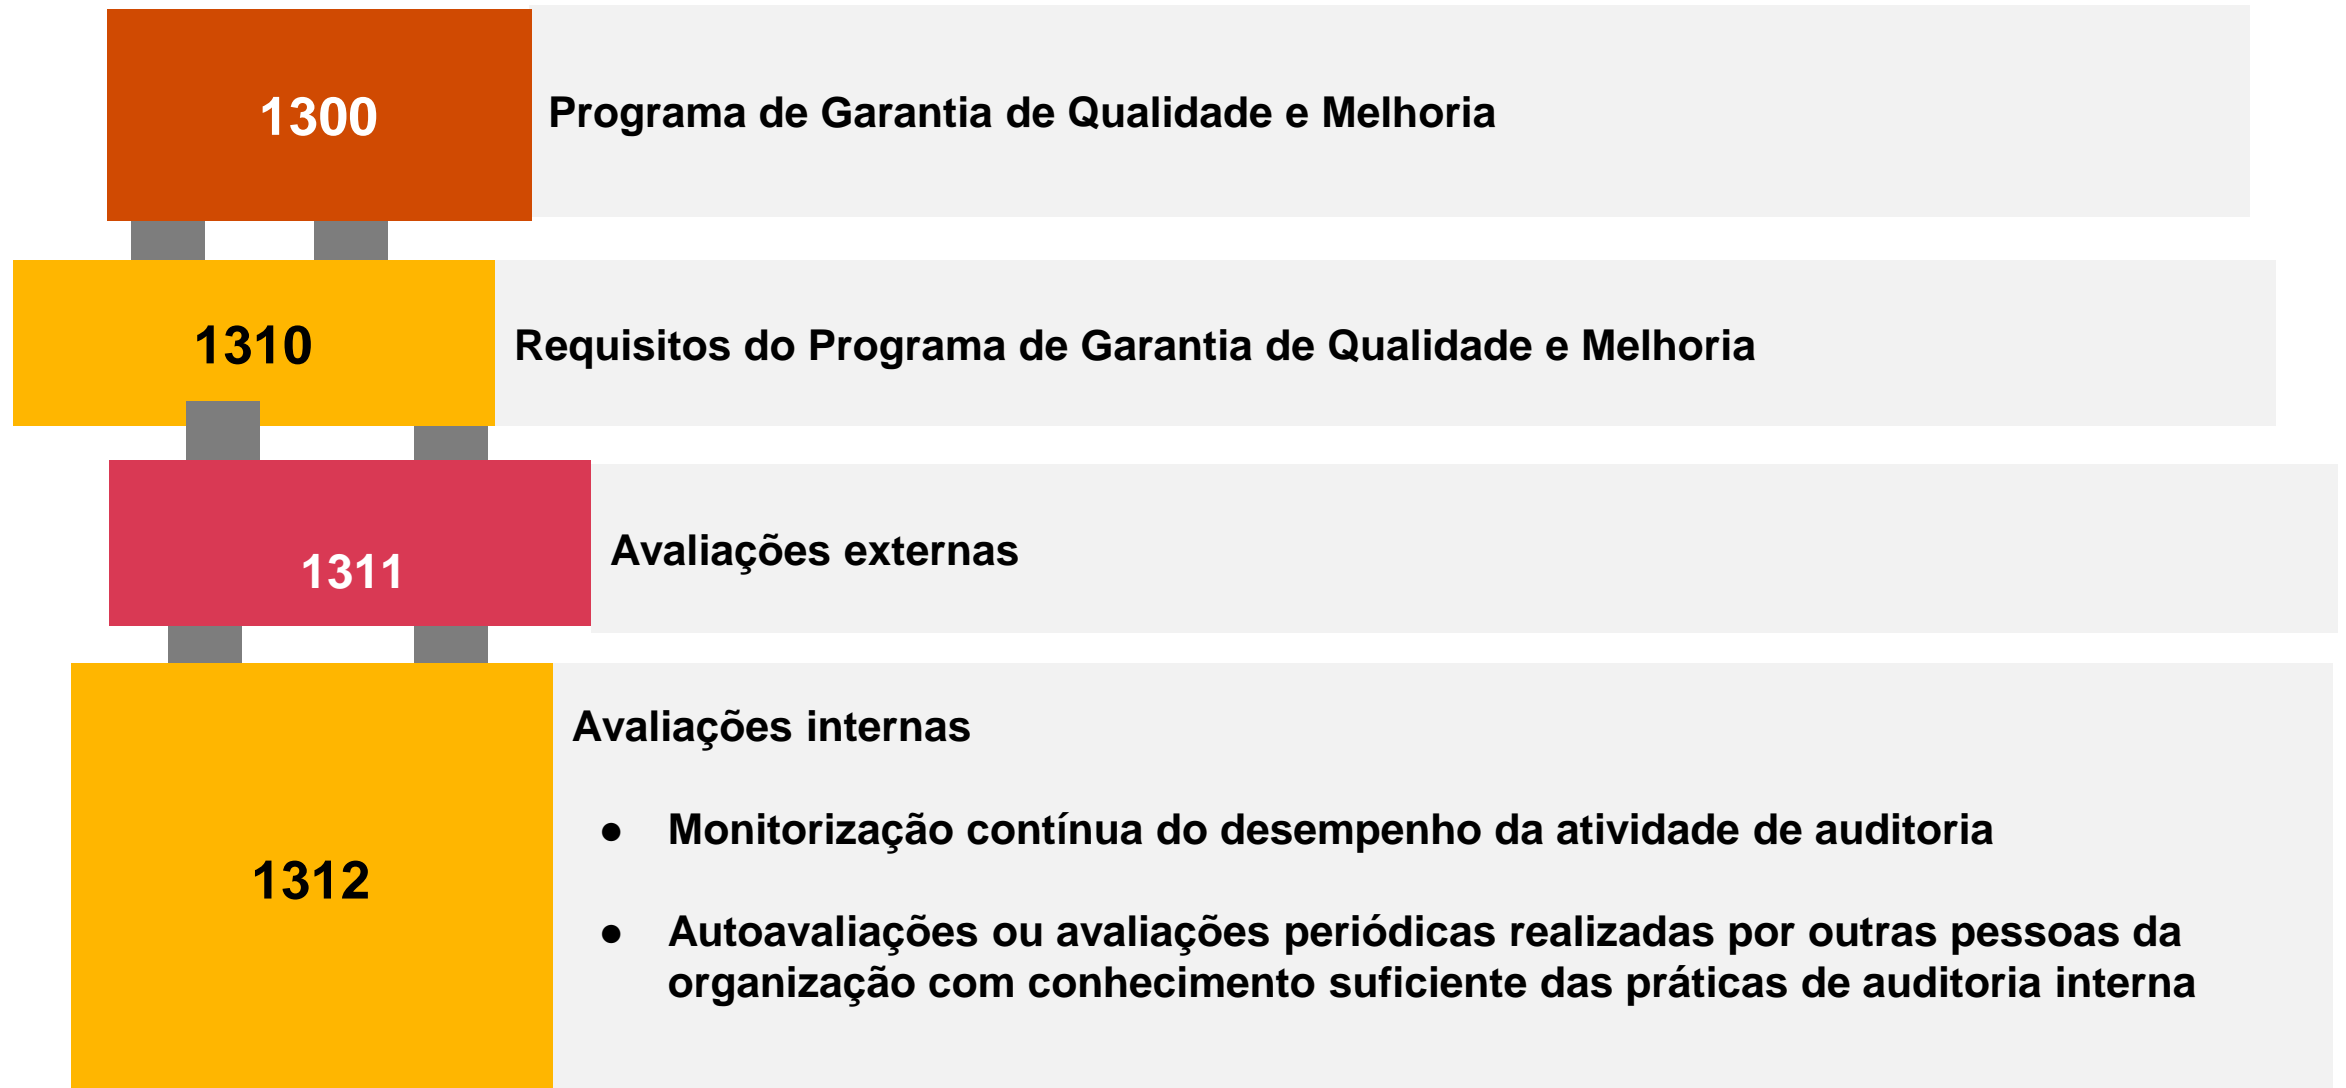 1300
Programa de Garantia de Qualidade e Melhoria
1310
Requisitos do Programa de Garantia de Qualidade e Melhoria
1311
Avaliações externas
1312
Avaliações internas
● Monitorização contínua do desempenho da atividade de auditoria
● Autoavaliações ou avaliações periódicas realizadas por outras pessoas da
organização com conhecimento suficiente das práticas de auditoria interna